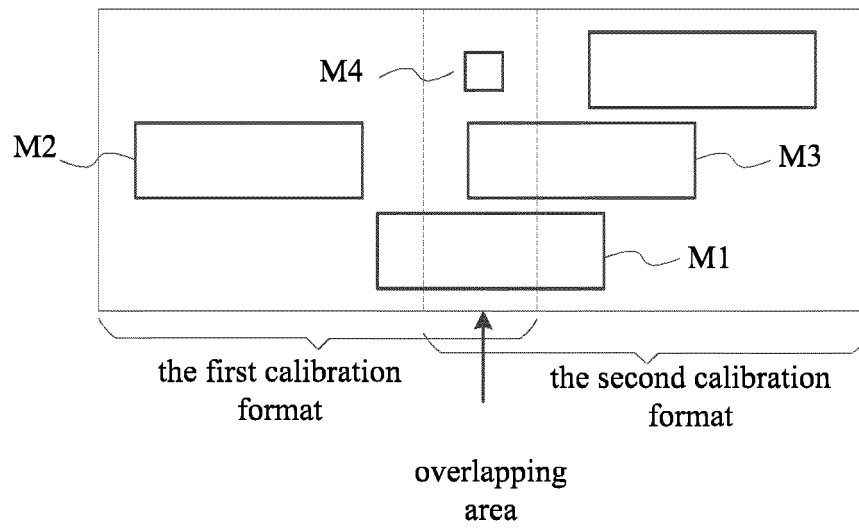 M4
M2
M3
M1
the first calibration
format
the second calibration
format
overlapping
area